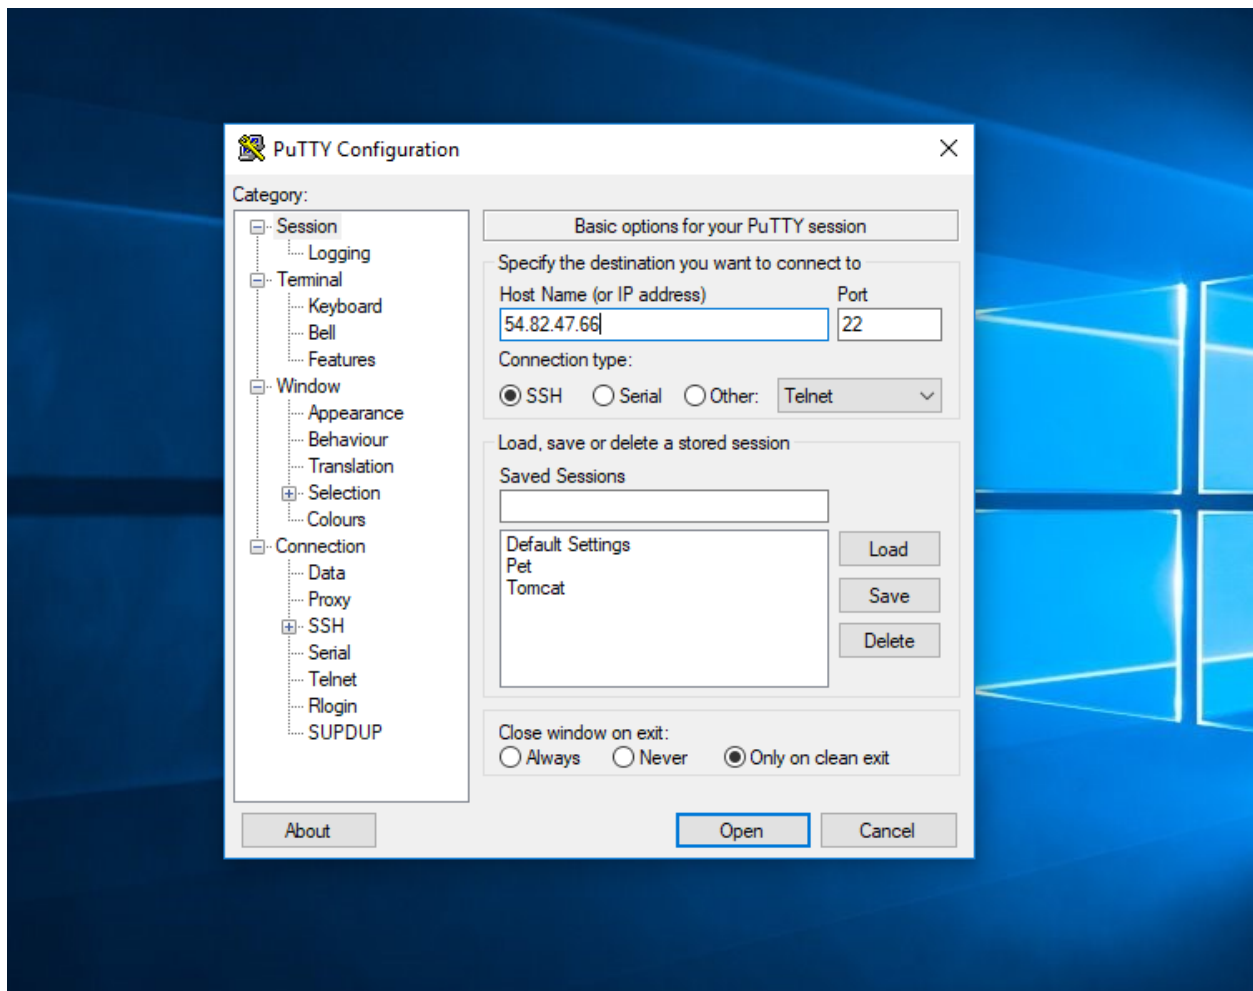 PuTTY Configuration
Category:
Session
Logging
Terminal
Keyboard
Bell
Features
Window
Appearance
Behaviour
Translation
Selection
Colours
Connection
Data
Proxy
SSH
Serial
Telnet
Rlogin
SUPDUP
Basic options for your PuTTY session
Specify the destination you want to connect to
Host Name (or IP address) Port
54.82.47.66 22
Connection type:
SSH Serial Other: Telnet
Load, save or delete a stored session
Saved Sessions
Default Settings
Pet
Tomcat
Load
Save
Delete
Close window on exit:
Always Never Only on clean exit
About Open Cancel